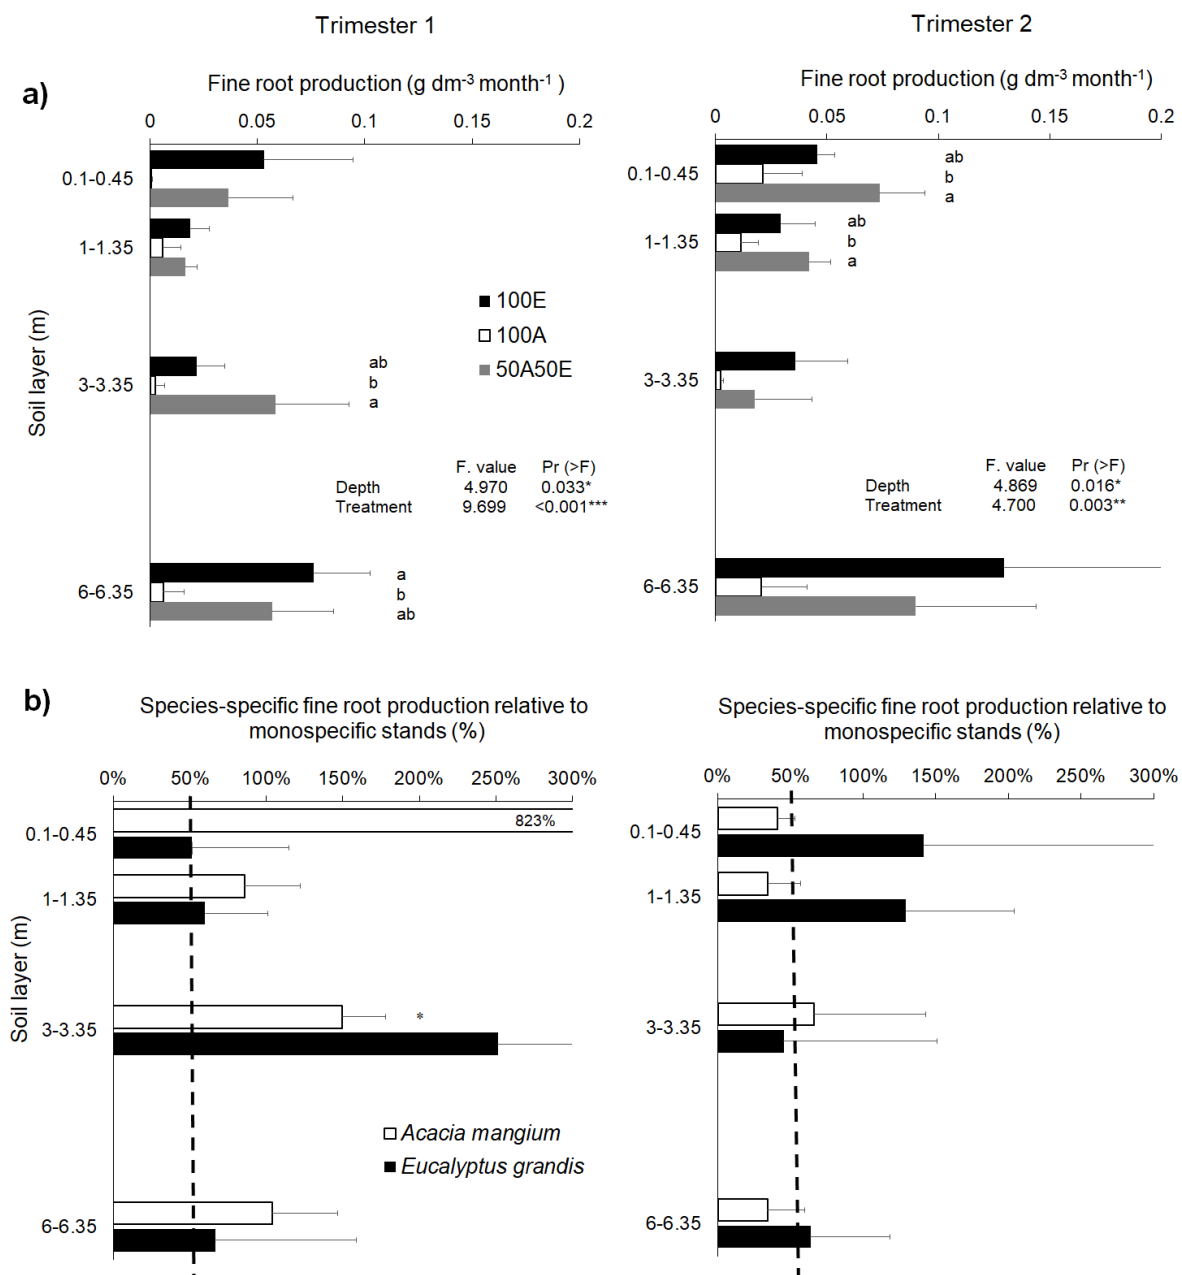 Trimester 1
Trimester 2
a)
Fine root production (g dm-3 month-1 )
Fine root production (g dm-3 month-1)
0 0.05 0.1 0.15 0.2
0 0.05 0.1 0.15 0.2
Soil layer (m)
0.1-0.45
1-1.35
3-3.35
6-6.35
100E
100A
50A50E
ab
b
a
F. value Pr (>F)
Depth 4.970 0.033*
Treatment 9.699 <0.001***
a
b
ab
0.1-0.45
1-1.35
3-3.35
6-6.35
ab
b
a
ab
b
a
F. value Pr (>F)
Depth 4.869 0.016*
Treatment 4.700 0.003**
b)
Species-specific fine root production relative to
monospecific stands (%)
0% 50% 100% 150% 200% 300%
Soil layer (m)
0.1-0.45
823%
1-1.35
3-3.35
*
6-6.35
Acacia mangium
Eucalyptus grandis
Species-specific fine root production relative to
monospecific stands (%)
0% 50% 100% 150% 200% 300%
0.1-0.45
1-1.35
3-3.35
6-6.35